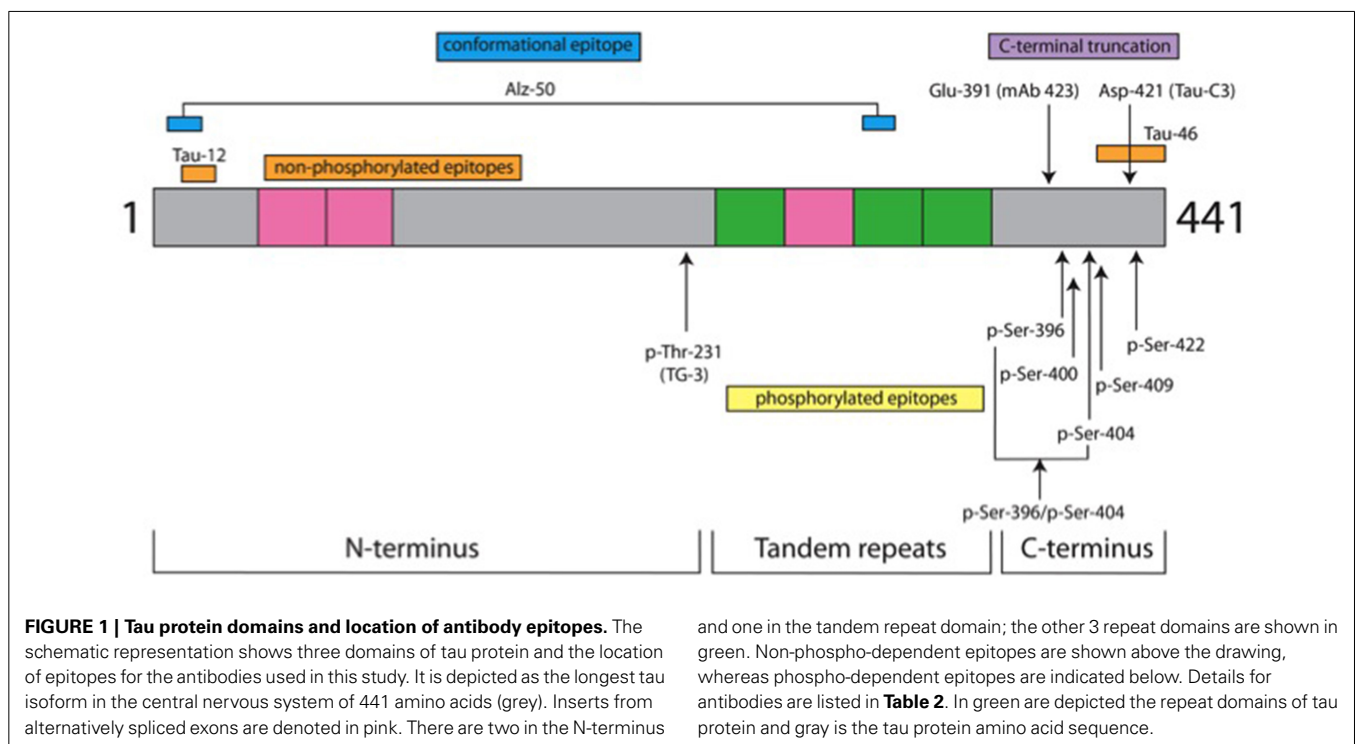 conformational epitope
C-terminal truncation
Alz-50
Glu-391 (mAb 423)
Asp-421 (Tau-C3)
Tau-46
Tau-12
non-phosphorylated epitopes
1
441
p-Ser-396
p-Ser-422
p-Thr-231
(TG-3)
p-Ser-400
p-Ser-409
phosphorylated epitopes
p-Ser-404
p-Ser-396/p-Ser-404
N-terminus
Tandem repeats
C-terminus
FIGURE 1 | Tau protein domains and location of antibody epitopes. The
schematic representation shows three domains of tau protein and the location
of epitopes for the antibodies used in this study. It is depicted as the longest tau
isoform in the central nervous system of 441 amino acids (grey). Inserts from
alternatively spliced exons are denoted in pink. There are two in the N-terminus
and one in the tandem repeat domain; the other 3 repeat domains are shown in
green. Non-phospho-dependent epitopes are shown above the drawing,
whereas phospho-dependent epitopes are indicated below. Details for
antibodies are listed in Table 2. In green are depicted the repeat domains of tau
protein and gray is the tau protein amino acid sequence.